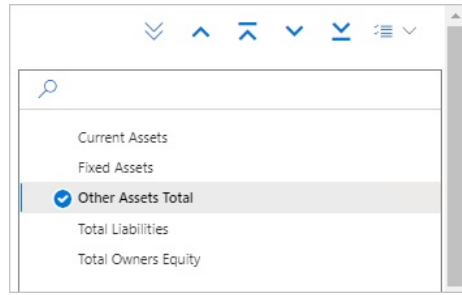 Current Assets
Fixed Assets
Other Assets Total
Total Liabilities
Total Owners Equity